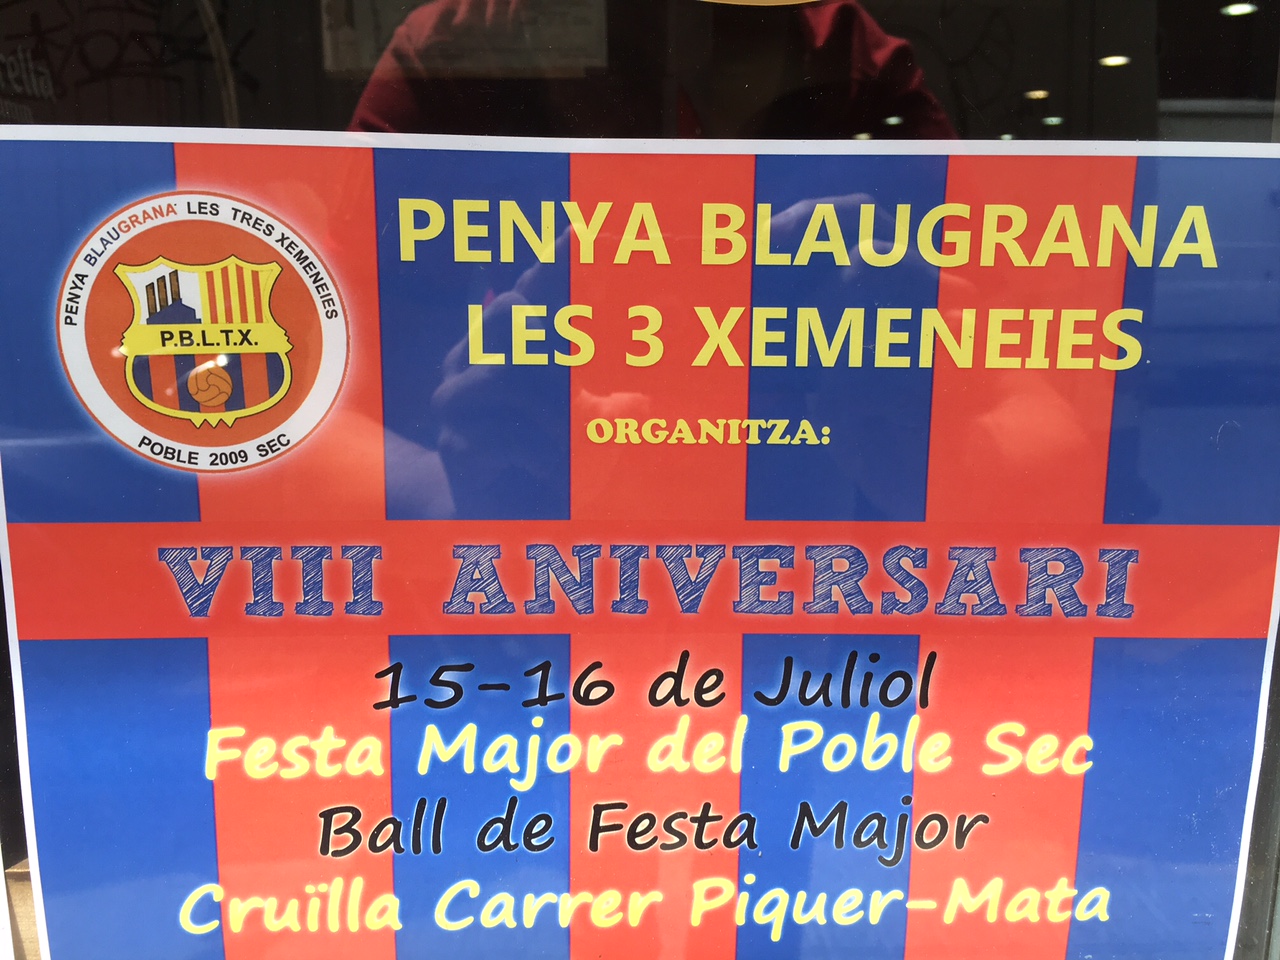 PENYA BLAUGRANA LES TRES XEMENEIES
P.B.L.T.X.
POBLE 2009 SEC
PENYA BLAUGRANA
LES 3 XEMENEIES
ORGANITZA:
VIII ANIVERSARI
15-16 de Juliol
Festa Major del Poble Sec
Ball de Festa Major
Cruïlla Carrer Piquer-Mata